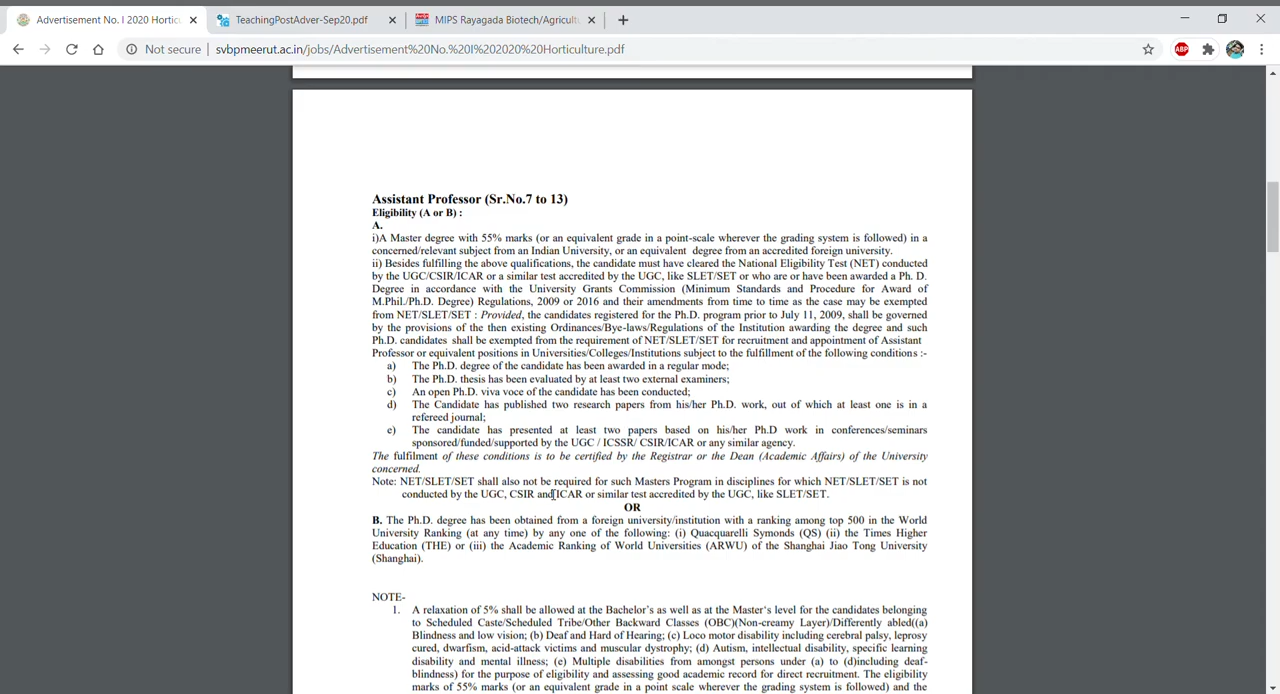 Advertisement No. I 2020 Horticu
TeachingPostAdver-Sep20.pdf
MIPS Rayagada Biotech/Agricultu
Not secure | svbpmeerut.ac.in/jobs/Advertisement%20No.%20I%202020%20Horticulture.pdf
ABP
Assistant Professor (Sr.No.7 to 13)
Eligibility (A or B) :
A.
i)A Master degree with 55% marks (or an equivalent grade in a point-scale wherever the grading system is followed) in a
concerned/relevant subject from an Indian University, or an equivalent degree from an accredited foreign university.
ii) Besides fulfilling the above qualifications, the candidate must have cleared the National Eligibility Test (NET) conducted
by the UGC/CSIR/ICAR or a similar test accredited by the UGC, like SLET/SET or who are or have been awarded a Ph. D.
Degree in accordance with the University Grants Commission (Minimum Standards and Procedure for Award of
M.Phil./Ph.D. Degree) Regulations, 2009 or 2016 and their amendments from time to time as the case may be exempted
from NET/SLET/SET : Provided, the candidates registered for the Ph.D. program prior to July 11, 2009, shall be governed
by the provisions of the then existing Ordinances/Bye-laws/Regulations of the Institution awarding the degree and such
Ph.D. candidates shall be exempted from the requirement of NET/SLET/SET for recruitment and appointment of Assistant
Professor or equivalent positions in Universities/Colleges/Institutions subject to the fulfillment of the following conditions :-
a) The Ph.D. degree of the candidate has been awarded in a regular mode;
b) The Ph.D. thesis has been evaluated by at least two external examiners;
c) An open Ph.D. viva voce of the candidate has been conducted;
d) The Candidate has published two research papers from his/her Ph.D. work, out of which at least one is in a
refereed journal;
e) The candidate has presented at least two papers based on his/her Ph.D work in conferences/seminars
sponsored/funded/supported by the UGC / ICSSR/ CSIR/ICAR or any similar agency.
The fulfilment of these conditions is to be certified by the Registrar or the Dean (Academic Affairs) of the University
concerned.
Note: NET/SLET/SET shall also not be required for such Masters Program in disciplines for which NET/SLET/SET is not
conducted by the UGC, CSIR and ICAR or similar test accredited by the UGC, like SLET/SET.
OR
B. The Ph.D. degree has been obtained from a foreign university/institution with a ranking among top 500 in the World
University Ranking (at any time) by any one of the following: (i) Quacquarelli Symonds (QS) (ii) the Times Higher
Education (THE) or (iii) the Academic Ranking of World Universities (ARWU) of the Shanghai Jiao Tong University
(Shanghai).
NOTE-
1. A relaxation of 5% shall be allowed at the Bachelor's as well as at the Master's level for the candidates belonging
to Scheduled Caste/Scheduled Tribe/Other Backward Classes (OBC)(Non-creamy Layer)/Differently abled((a)
Blindness and low vision; (b) Deaf and Hard of Hearing; (c) Loco motor disability including cerebral palsy, leprosy
cured, dwarfism, acid-attack victims and muscular dystrophy; (d) Autism, intellectual disability, specific learning
disability and mental illness; (e) Multiple disabilities from amongst persons under (a) to (d)including deaf-
blindness) for the purpose of eligibility and assessing good academic record for direct recruitment. The eligibility
marks of 55% marks (or an equivalent grade in a point scale wherever the grading system is followed) and the